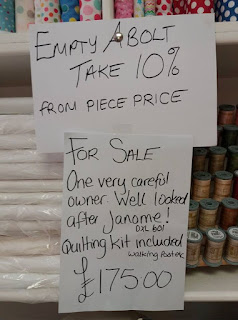 EMPTY A BOLT
TAKE 10%
FROM PIECE PRICE
FOR SALE
One very careful
owner. Well looked
after Janome!
DXL 601
Quilting kit included
walking foot etc
£175.00